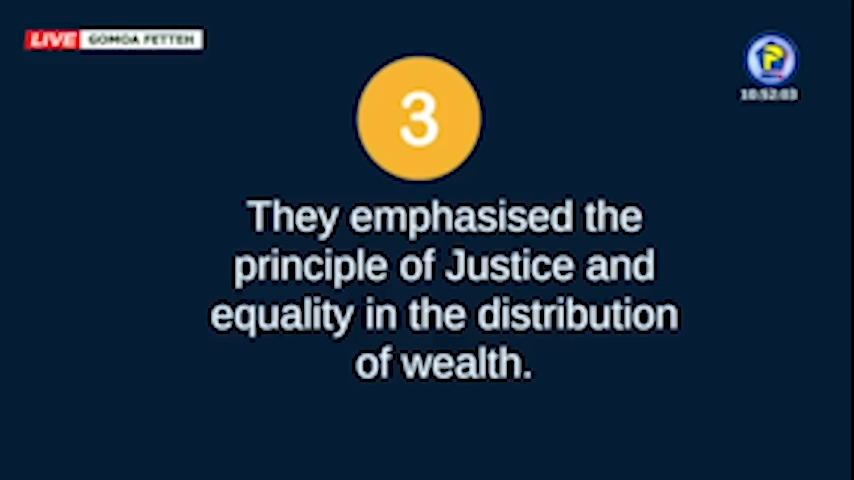 LIVE GOMOA FETTEH
10:52:03
3
They emphasised the
principle of Justice and
equality in the distribution
of wealth.